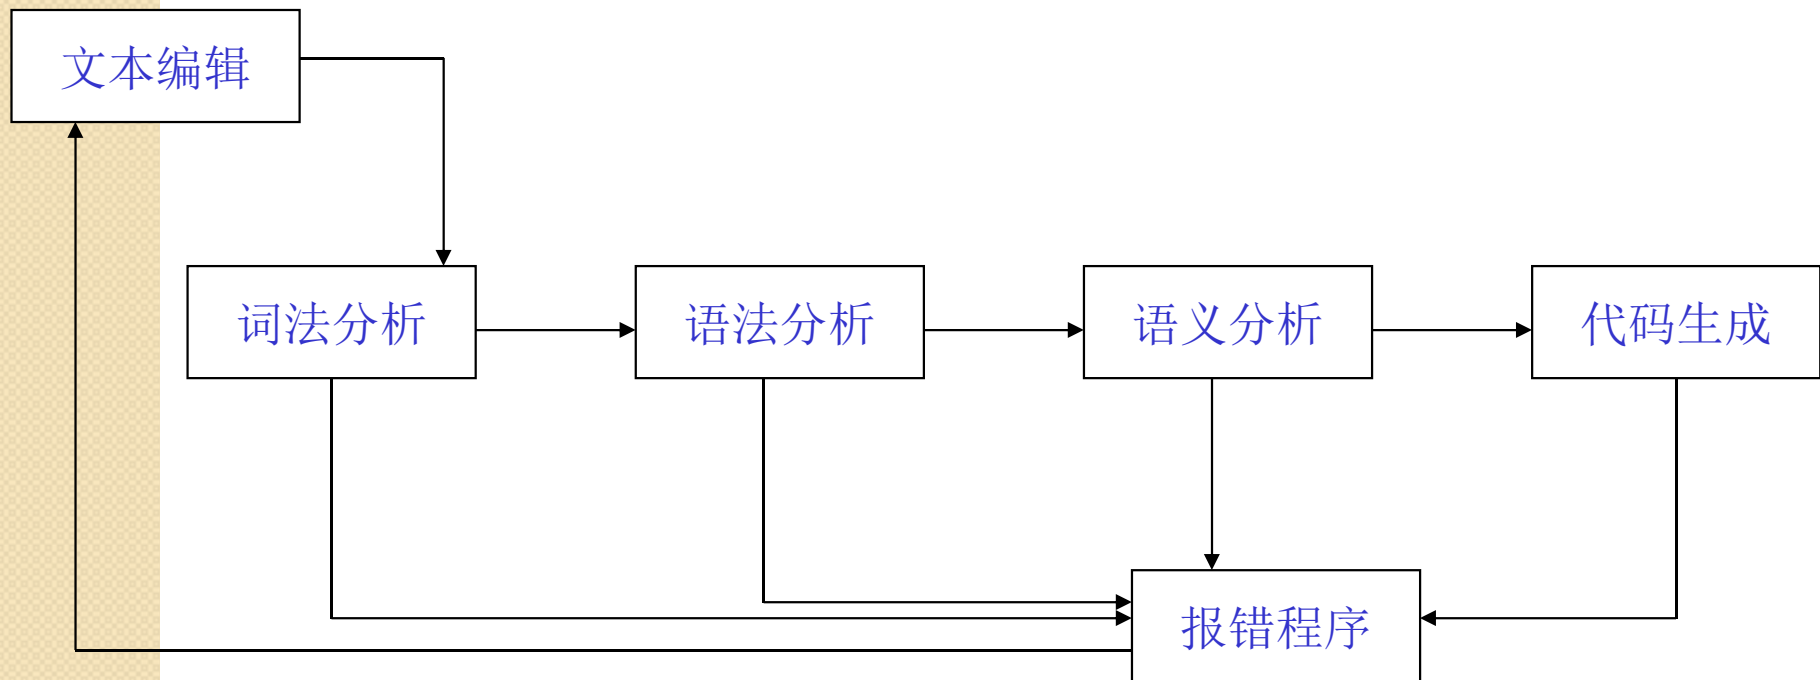 文本编辑
词法分析
语法分析
语义分析
代码生成
报错程序